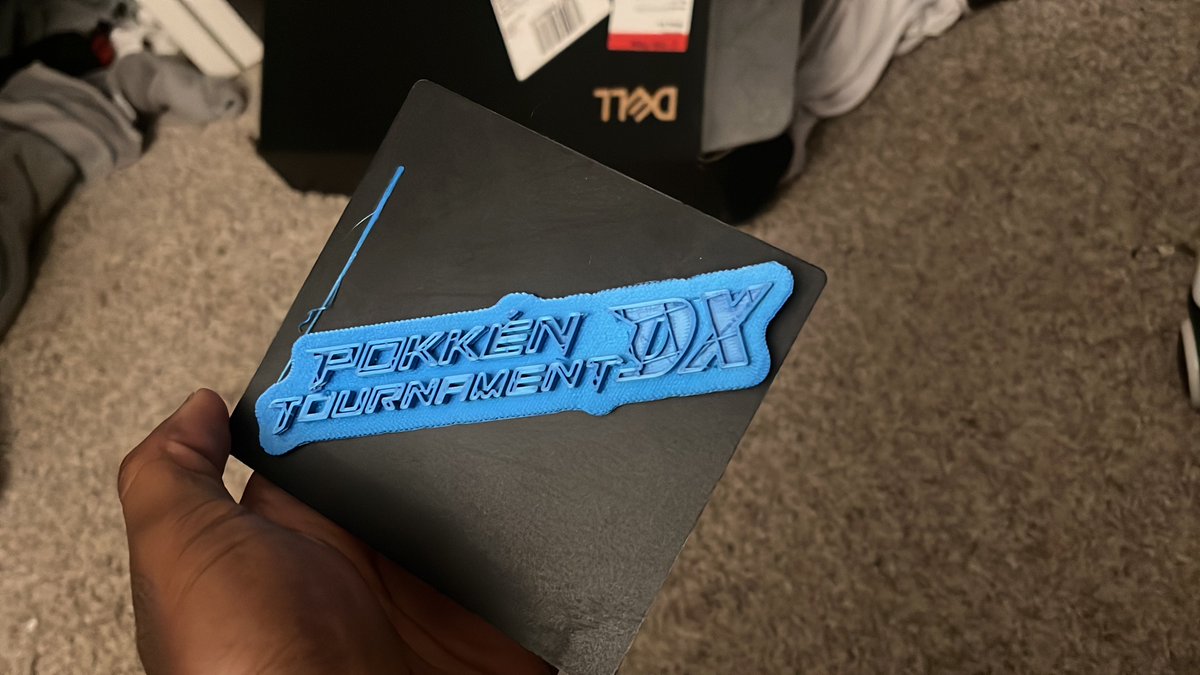 DELL
POKKÉN
TOURNAMENT DX